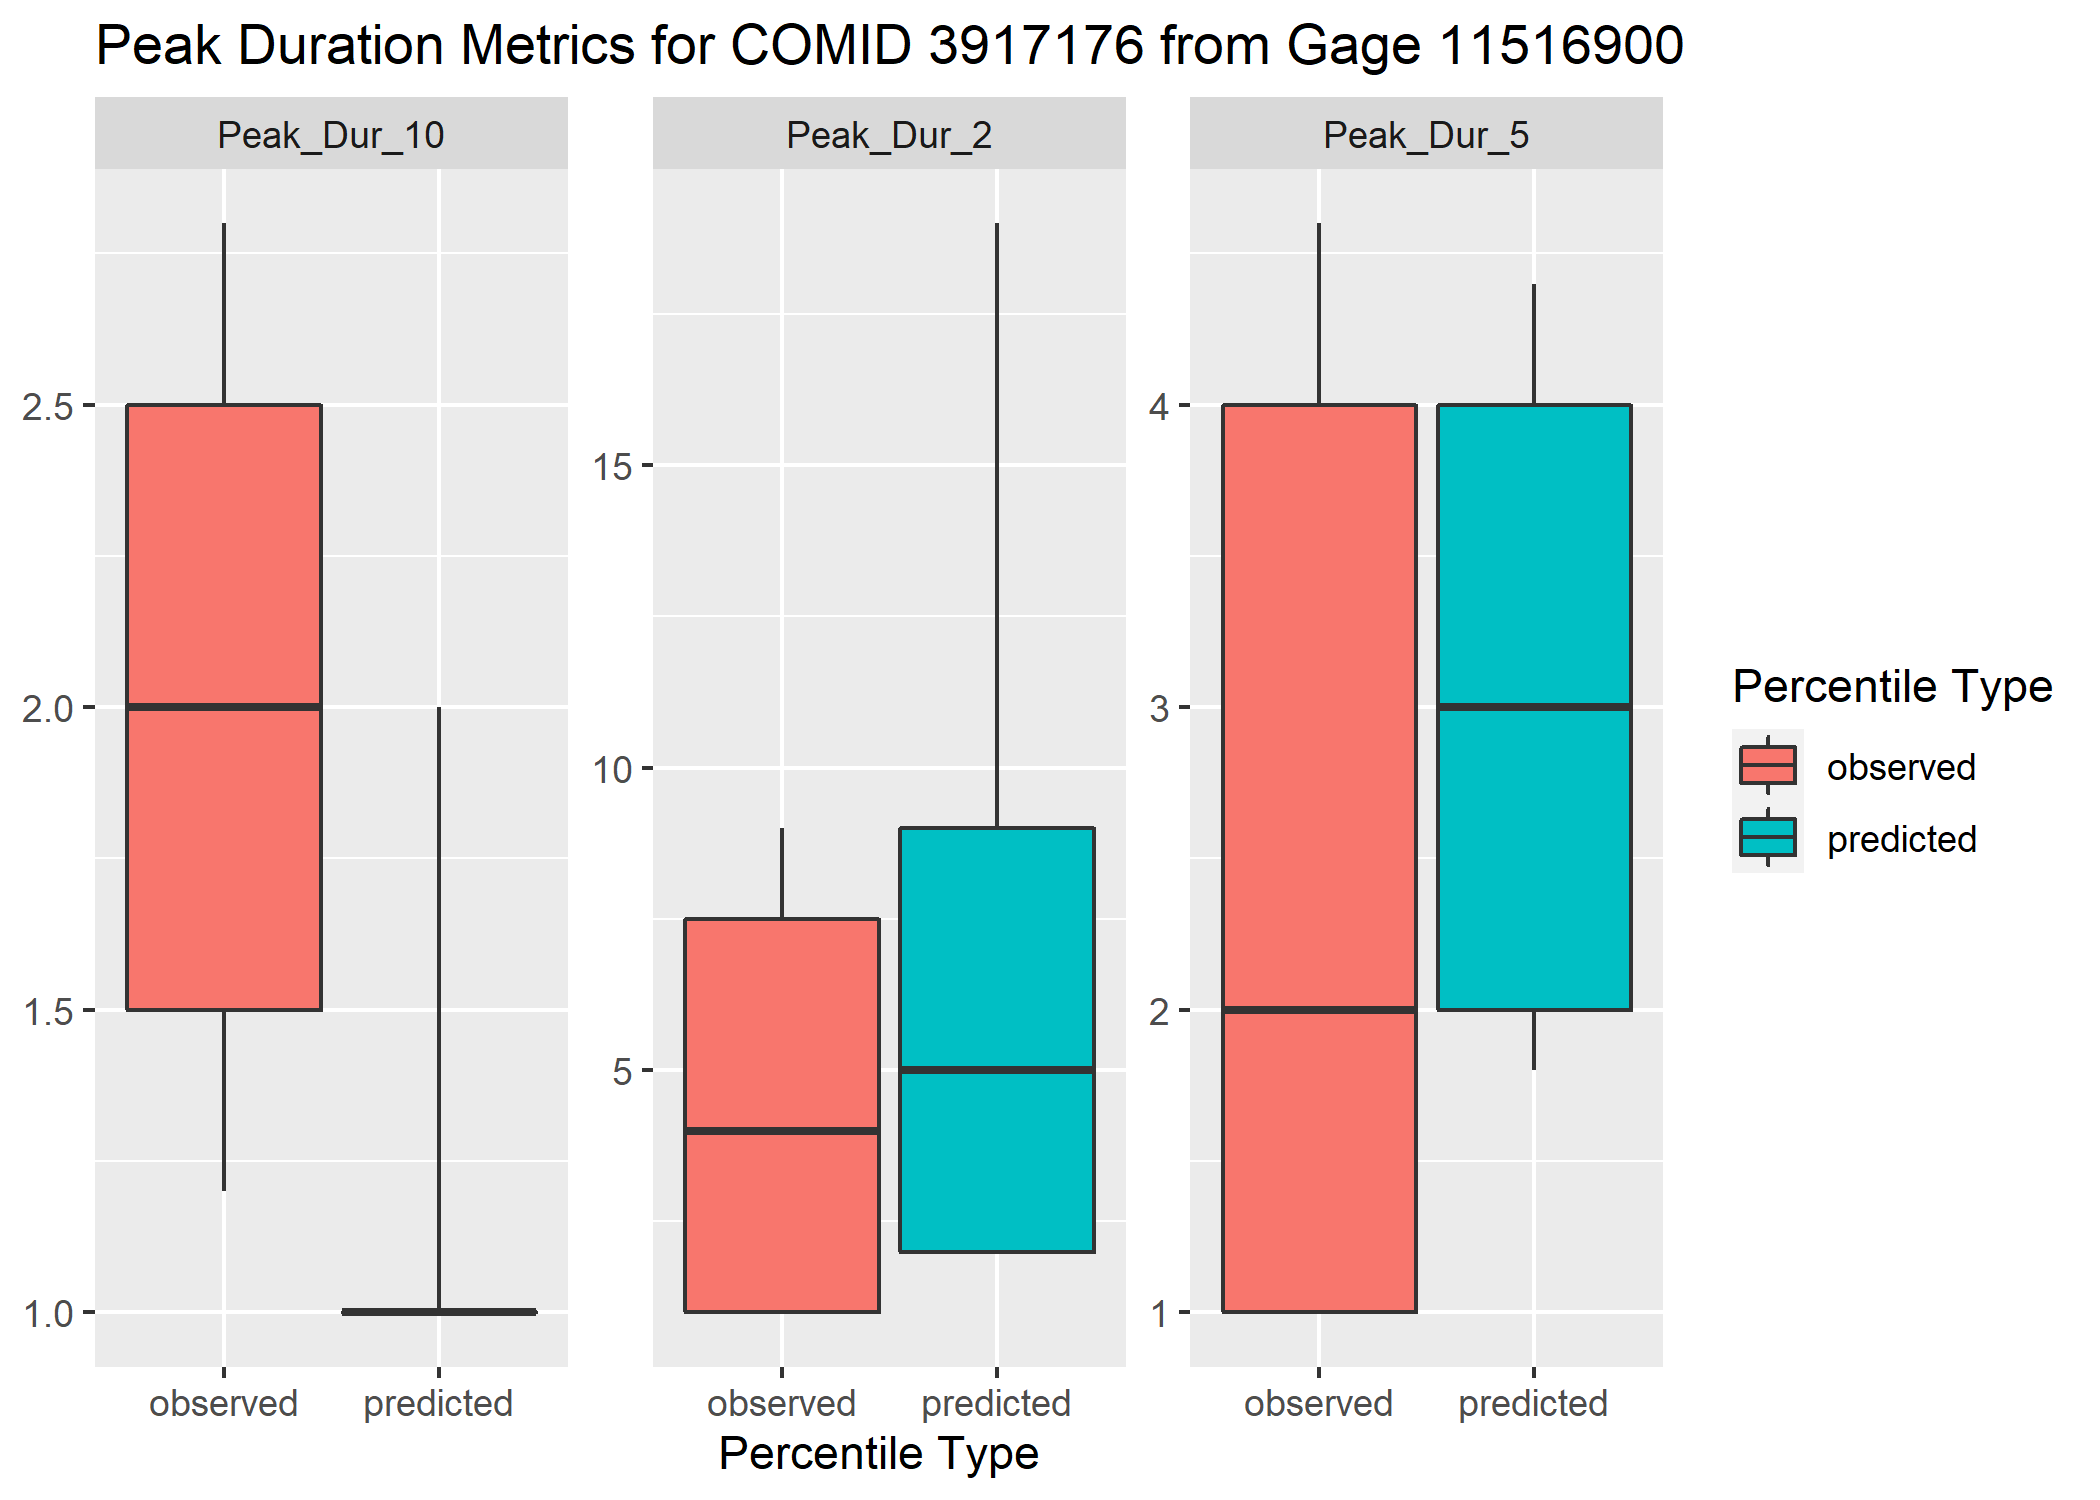 Peak Duration Metrics for COMID 3917176 from Gage 11516900
Peak_Dur_10
Peak_Dur_2
Peak_Dur_5
2.5
2.0
1.5
1.0
15
10
5
4
3
2
1
observed
predicted
observed
predicted
observed
predicted
Percentile Type
Percentile Type
observed
predicted